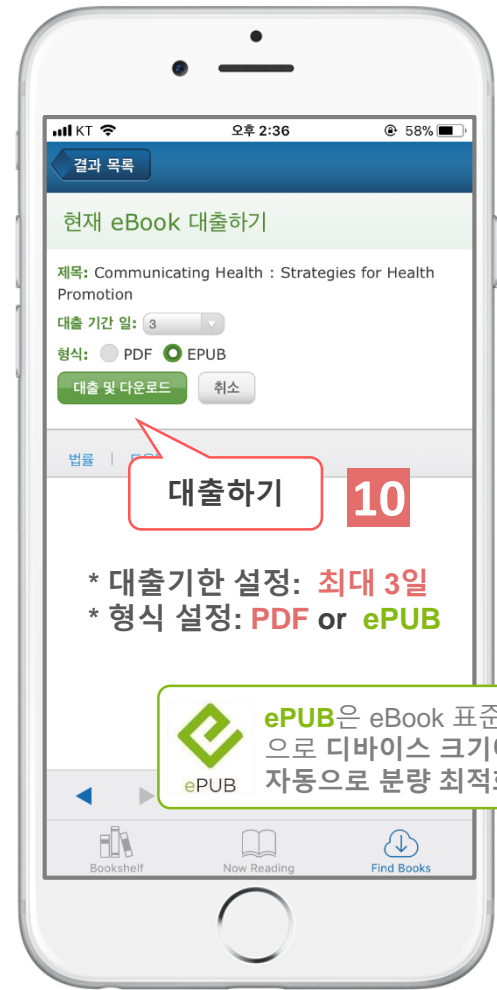 KT 오후 2:36 58%
결과 목록
현재 eBook 대출하기
제목: Communicating Health : Strategies for Health
Promotion
대출 기간 일: 3
형식: PDF EPUB
대출 및 다운로드 취소
법률 |
대출하기 10
* 대출기한 설정: 최대 3일
* 형식 설정: PDF or ePUB
ePUB은 eBook 표준
으로 디바이스 크기에
자동으로 분량 최적화
ePUB
Bookshelf Now Reading Find Books